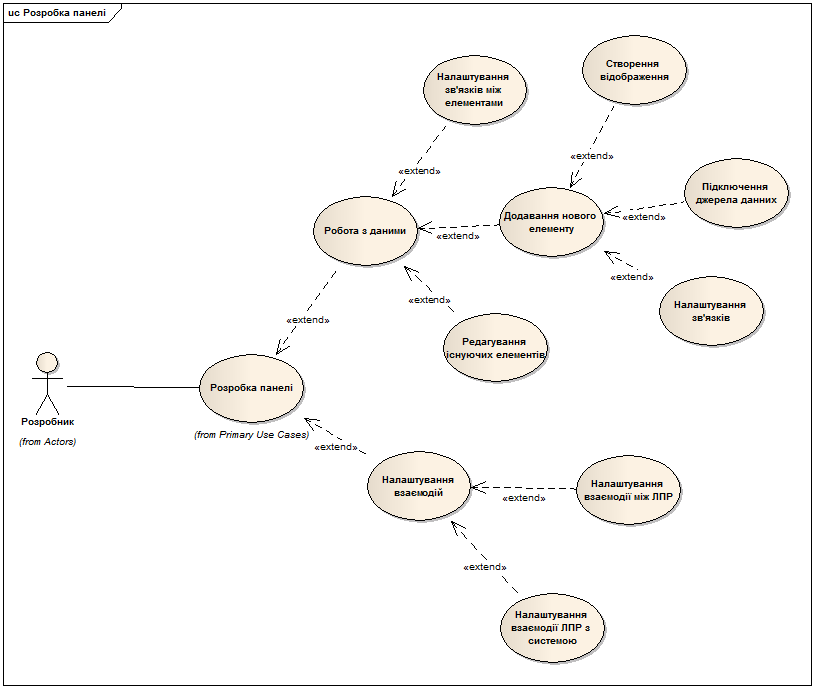 uc Розробка панелі
Створення
відображення
Налаштування
зв'язків між
елементами
«extend»
«extend»
Підключення
джерела данних
Додавання нового
елементу
«extend»
Робота з даними
«extend»
«extend»
«extend»
Налаштування
зв'язків
«extend»
Редагування
існуючих елементів
Розробка панелі
Розробник
(from Actors)
(from Primary Use Cases)
«extend»
Налаштування
взаємодій
Налаштування
взаємодії між ЛПР
«extend»
«extend»
Налаштування
взаємодії ЛПР з
системою